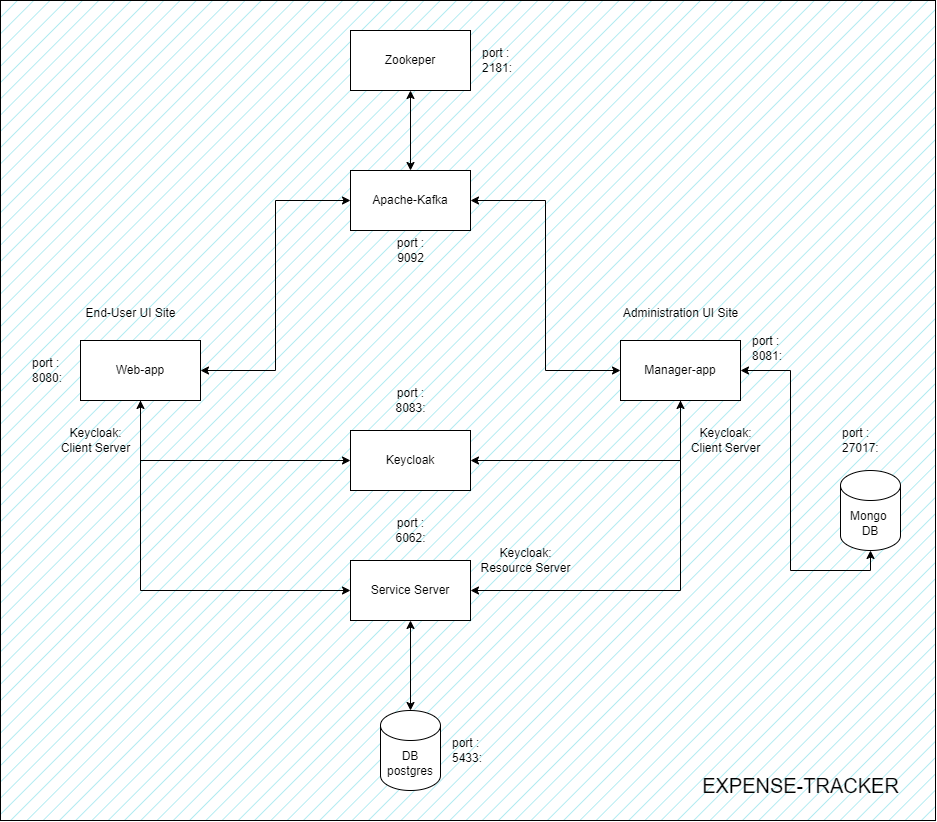 Zookeper
port :
2181:
Apache-Kafka
port :
9092
End-User UI Site
Administration UI Site
port :
8080:
Web-app
Manager-app
port :
8081:
port :
8083:
Keycloak:
Client Server
Keycloak
Keycloak:
Client Server
port :
27017:
Mongo
DB
port :
6062:
Service Server
Keycloak:
Resource Server
DB
postgres
port :
5433:
EXPENSE-TRACKER